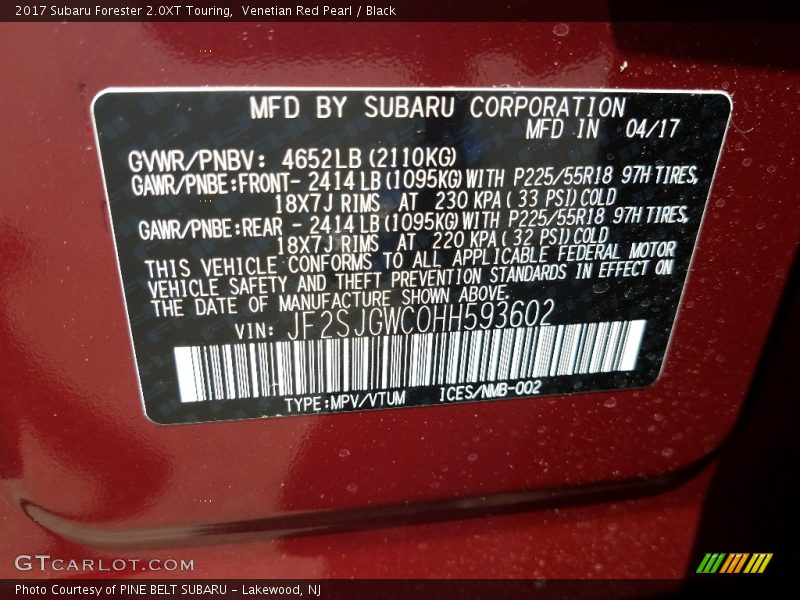 2017 Subaru Forester 2.0XT Touring,  Venetian Red Pearl / Black
MFD BY SUBARU CORPORATION
MFD IN 04/17
GVWR/PNBV: 4652LB (2110KG)
GAWR/PNBE:FRONT- 2414 LB (1095KG) WITH P225/55R18 97H TIRES,
18X7J RIMS AT 230 KPA ( 33 PSI) COLD
GAWR/PNBE:REAR - 2414 LB (1095KG) WITH P225/55R18 97H TIRES,
18X7J RIMS AT 220 KPA ( 32 PSI) COLD
THIS VEHICLE CONFORMS TO ALL APPLICABLE FEDERAL MOTOR
VEHICLE SAFETY AND THEFT PREVENTION STANDARDS IN EFFECT ON
THE DATE OF MANUFACTURE SHOWN ABOVE.
VIN: JF2SJGWC0HH593602
TYPE:MPV/VTUM ICES/NMB-002
GTCARLOT.COM
Photo Courtesy of PINE BELT SUBARU - Lakewood, NJ